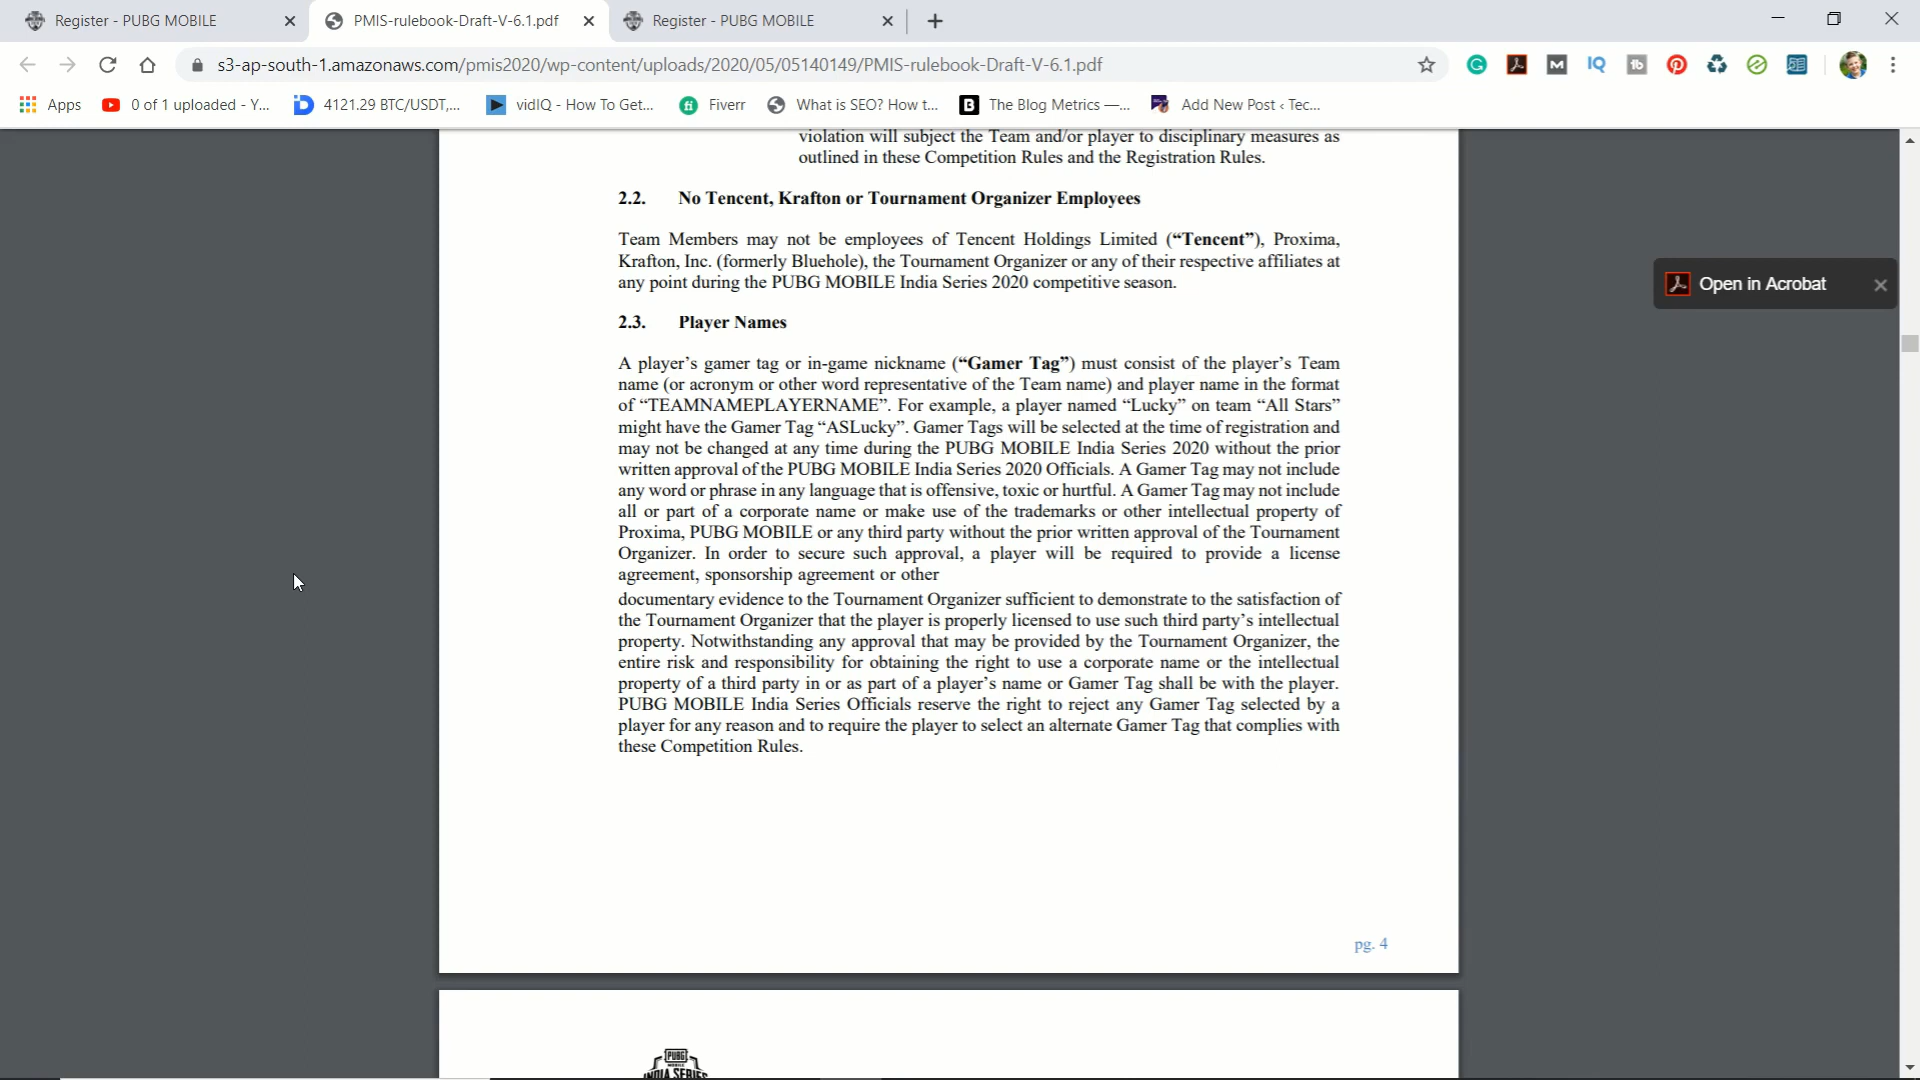 Register - PUBG MOBILE
PMIS-rulebook-Draft-V-6.1.pdf
Register - PUBG MOBILE
s3-ap-south-1.amazonaws.com/pmis2020/wp-content/uploads/2020/05/05140149/PMIS-rulebook-Draft-V-6.1.pdf
Apps
0 of 1 uploaded - Y...
4121.29 BTC/USDT,...
vidIQ - How To Get...
Fiverr
What is SEO? How t...
The Blog Metrics —...
Add New Post ‹ Tec...
violation will subject the Team and/or player to disciplinary measures as
outlined in these Competition Rules and the Registration Rules.
2.2. No Tencent, Krafton or Tournament Organizer Employees
Team Members may not be employees of Tencent Holdings Limited (“Tencent”), Proxima,
Krafton, Inc. (formerly Bluehole), the Tournament Organizer or any of their respective affiliates at
any point during the PUBG MOBILE India Series 2020 competitive season.
2.3. Player Names
A player’s gamer tag or in-game nickname (“Gamer Tag”) must consist of the player’s Team
name (or acronym or other word representative of the Team name) and player name in the format
of “TEAMNAMEPLAYERNAME”. For example, a player named “Lucky” on team “All Stars”
might have the Gamer Tag “ASLucky”. Gamer Tags will be selected at the time of registration and
may not be changed at any time during the PUBG MOBILE India Series 2020 without the prior
written approval of the PUBG MOBILE India Series 2020 Officials. A Gamer Tag may not include
any word or phrase in any language that is offensive, toxic or hurtful. A Gamer Tag may not include
all or part of a corporate name or make use of the trademarks or other intellectual property of
Proxima, PUBG MOBILE or any third party without the prior written approval of the Tournament
Organizer. In order to secure such approval, a player will be required to provide a license
agreement, sponsorship agreement or other
documentary evidence to the Tournament Organizer sufficient to demonstrate to the satisfaction of
the Tournament Organizer that the player is properly licensed to use such third party’s intellectual
property. Notwithstanding any approval that may be provided by the Tournament Organizer, the
entire risk and responsibility for obtaining the right to use a corporate name or the intellectual
property of a third party in or as part of a player’s name or Gamer Tag shall be with the player.
PUBG MOBILE India Series Officials reserve the right to reject any Gamer Tag selected by a
player for any reason and to require the player to select an alternate Gamer Tag that complies with
these Competition Rules.
Open in Acrobat
pg. 4
PUBG
MOBILE
INDIA SERIES